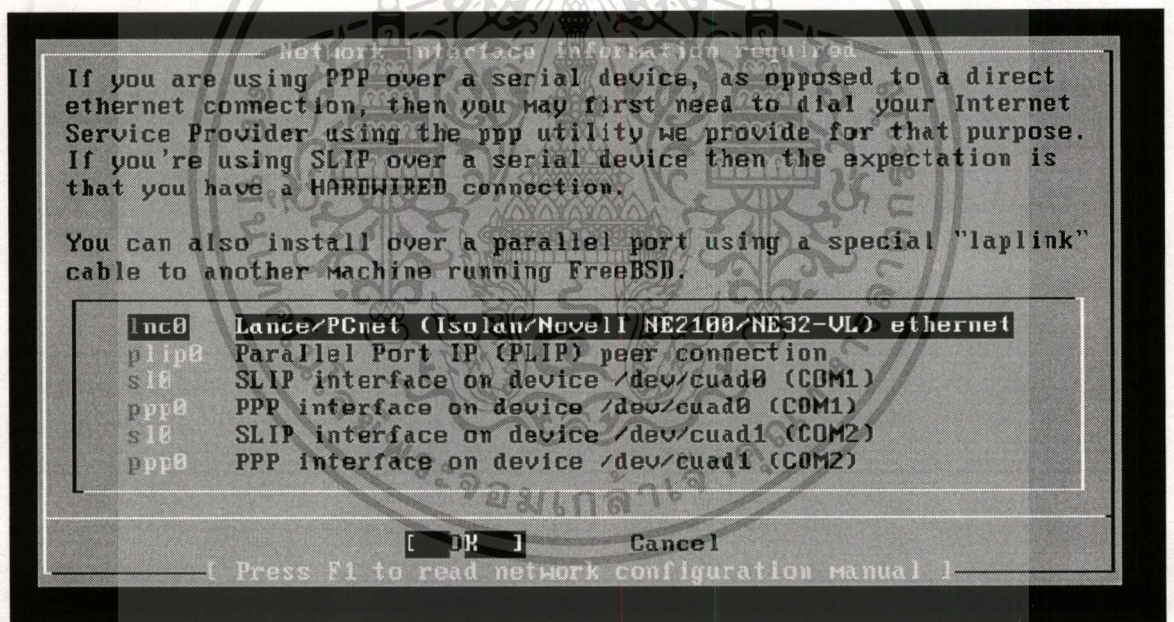 Network interface information required
If you are using PPP over a serial device, as opposed to a direct
ethernet connection, then you may first need to dial your Internet
Service Provider using the ppp utility we provide for that purpose.
If you're using SLIP over a serial device then the expectation is
that you have a HARDWIRED connection.
You can also install over a parallel port using a special "laplink"
cable to another machine running FreeBSD.
lnc0 Lance/PCnet (Isolan/Novell NE2100/NE32-VL) ethernet
plip0 Parallel Port IP (PLIP) peer connection
sl0 SLIP interface on device /dev/cuad0 (COM1)
ppp0 PPP interface on device /dev/cuad0 (COM1)
sl0 SLIP interface on device /dev/cuad1 (COM2)
ppp0 PPP interface on device /dev/cuad1 (COM2)
[ OK ] Cancel
[ Press F1 to read network configuration manual ]